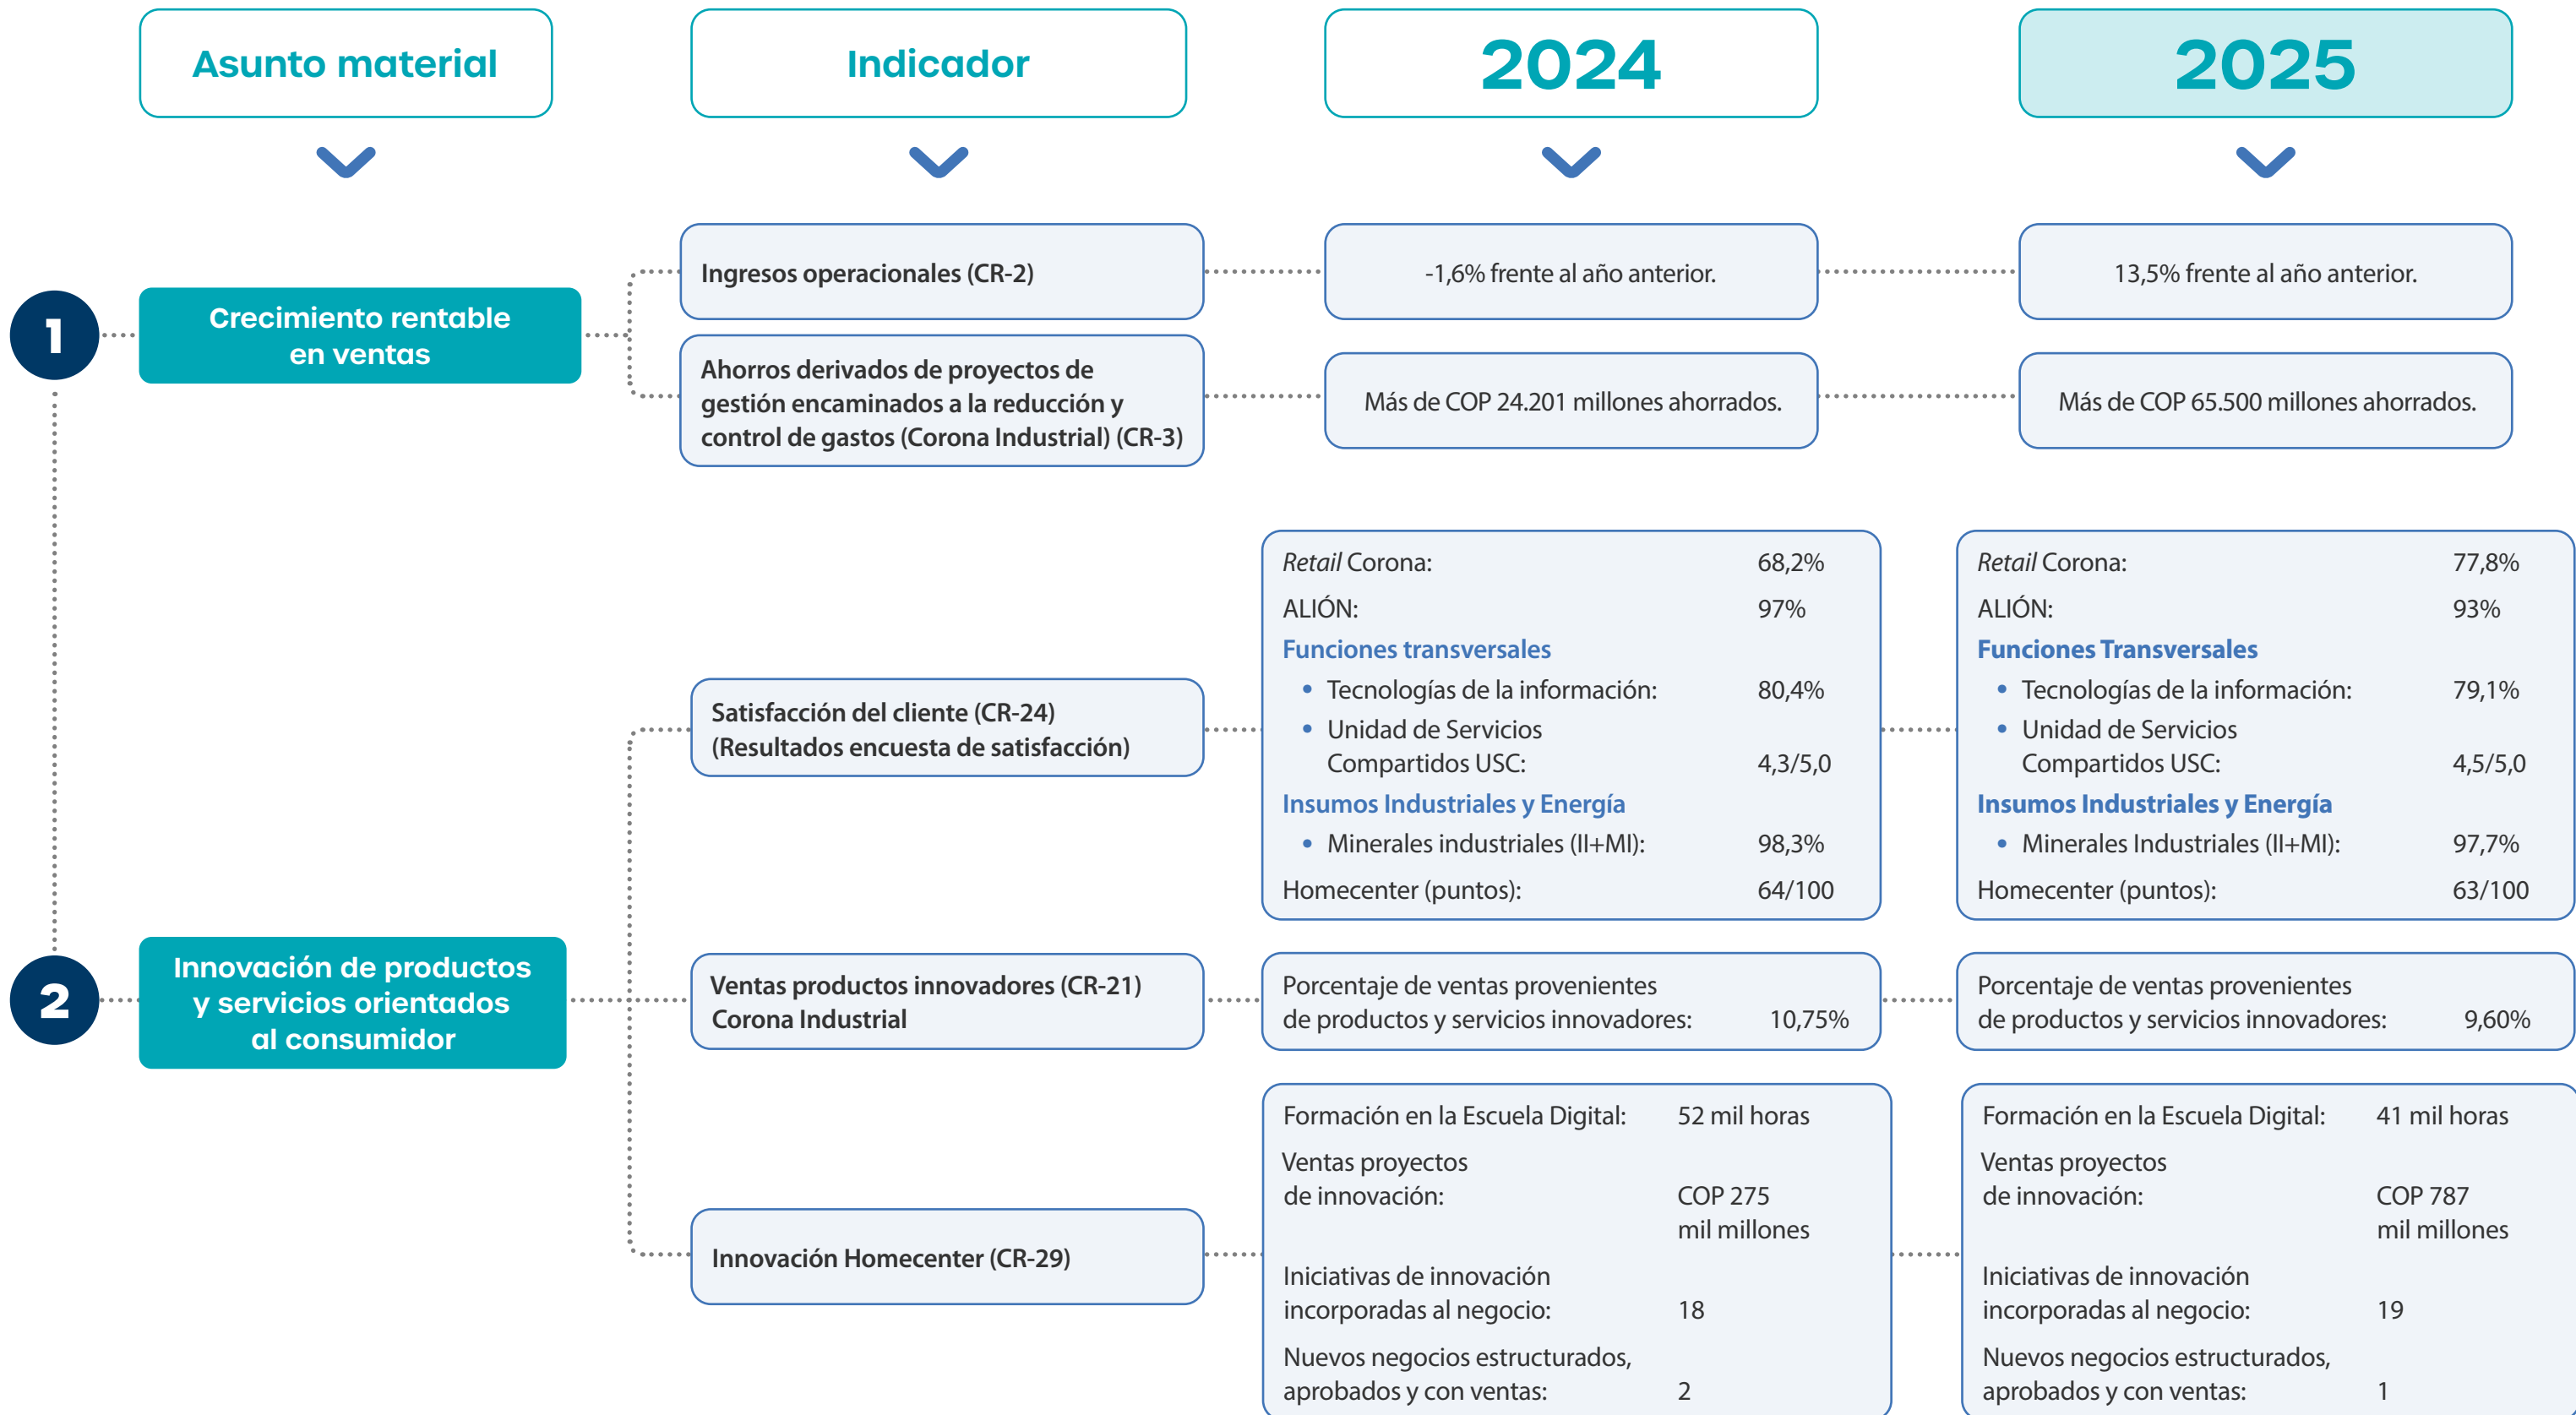 Asunto material
Indicador
2024
2025
1
Crecimiento rentable
en ventas
Ingresos operacionales (CR-2)
-1,6% frente al año anterior.
13,5% frente al año anterior.
Ahorros derivados de proyectos de
gestión encaminados a la reducción y
control de gastos (Corona Industrial) (CR-3)
Más de COP 24.201 millones ahorrados.
Más de COP 65.500 millones ahorrados.
2
Innovación de productos
y servicios orientados
al consumidor
Satisfacción del cliente (CR-24)
(Resultados encuesta de satisfacción)
Retail Corona: 68,2%
ALIÓN: 97%
Funciones transversales
• Tecnologías de la información: 80,4%
• Unidad de Servicios
Compartidos USC: 4,3/5,0
Insumos Industriales y Energía
• Minerales industriales (II+MI): 98,3%
Homecenter (puntos): 64/100
Retail Corona: 77,8%
ALIÓN: 93%
Funciones Transversales
• Tecnologías de la información: 79,1%
• Unidad de Servicios
Compartidos USC: 4,5/5,0
Insumos Industriales y Energía
• Minerales Industriales (II+MI): 97,7%
Homecenter (puntos): 63/100
Ventas productos innovadores (CR-21)
Corona Industrial
Porcentaje de ventas provenientes
de productos y servicios innovadores: 10,75%
Porcentaje de ventas provenientes
de productos y servicios innovadores: 9,60%
Innovación Homecenter (CR-29)
Formación en la Escuela Digital: 52 mil horas
Ventas proyectos
de innovación: COP 275
mil millones
Iniciativas de innovación
incorporadas al negocio: 18
Nuevos negocios estructurados,
aprobados y con ventas: 2
Formación en la Escuela Digital: 41 mil horas
Ventas proyectos
de innovación: COP 787
mil millones
Iniciativas de innovación
incorporadas al negocio: 19
Nuevos negocios estructurados,
aprobados y con ventas: 1